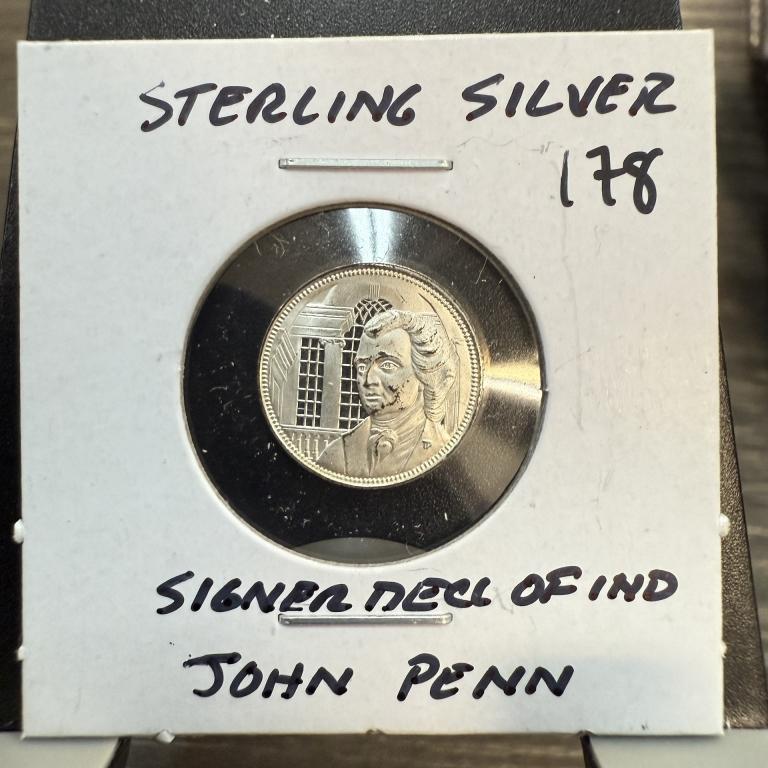 STERLING SILVER
178
SIGNER DECL OF IND
JOHN PENN